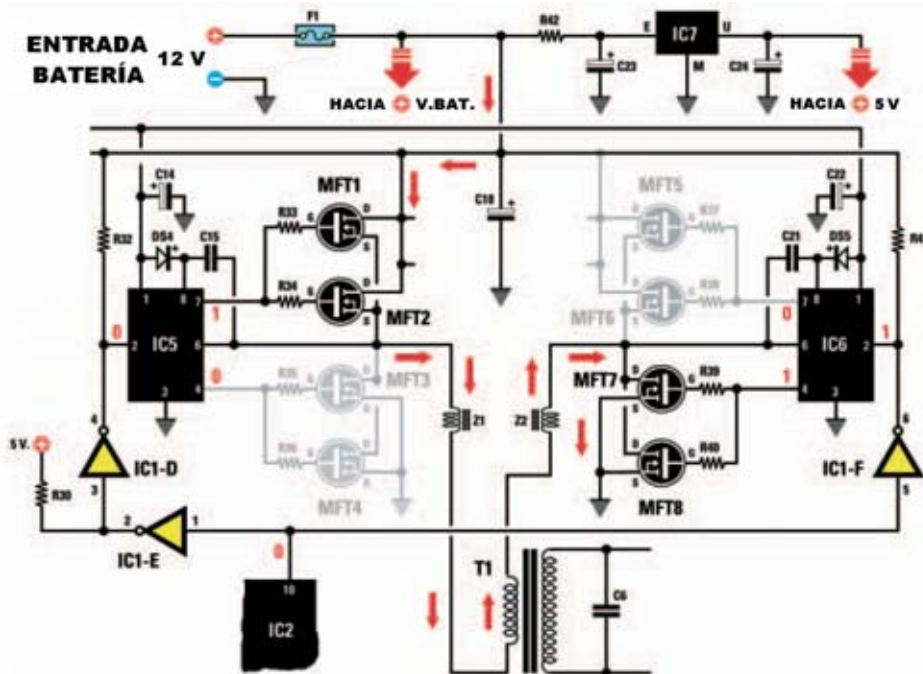 F1
R42
E
IC7
U
ENTRADA
BATERÍA
12 V
C23
M
C24
HACIA + V.BAT.
HACIA + 5 V
C14
MFT1
D
R33
G
S
C18
MFT5
D
R37
G
S
C22
R32
DS4
C15
R34
G
D
S
MFT2
MFT6
D
R38
G
S
C21
DS5
1
8
7
1
0
7
8
1
0
2
IC5
6
6
IC6
2
1
3
4
0
1
4
3
R35
G
D
S
MFT3
MFT7
D
R39
G
S
Z1
Z2
4
5 V.
IC1-D
3
R30
R36
G
D
S
MFT4
D
R40
G
S
MFT8
6
IC1-F
5
2
1
IC1-E
0
10
IC2
T1
C6